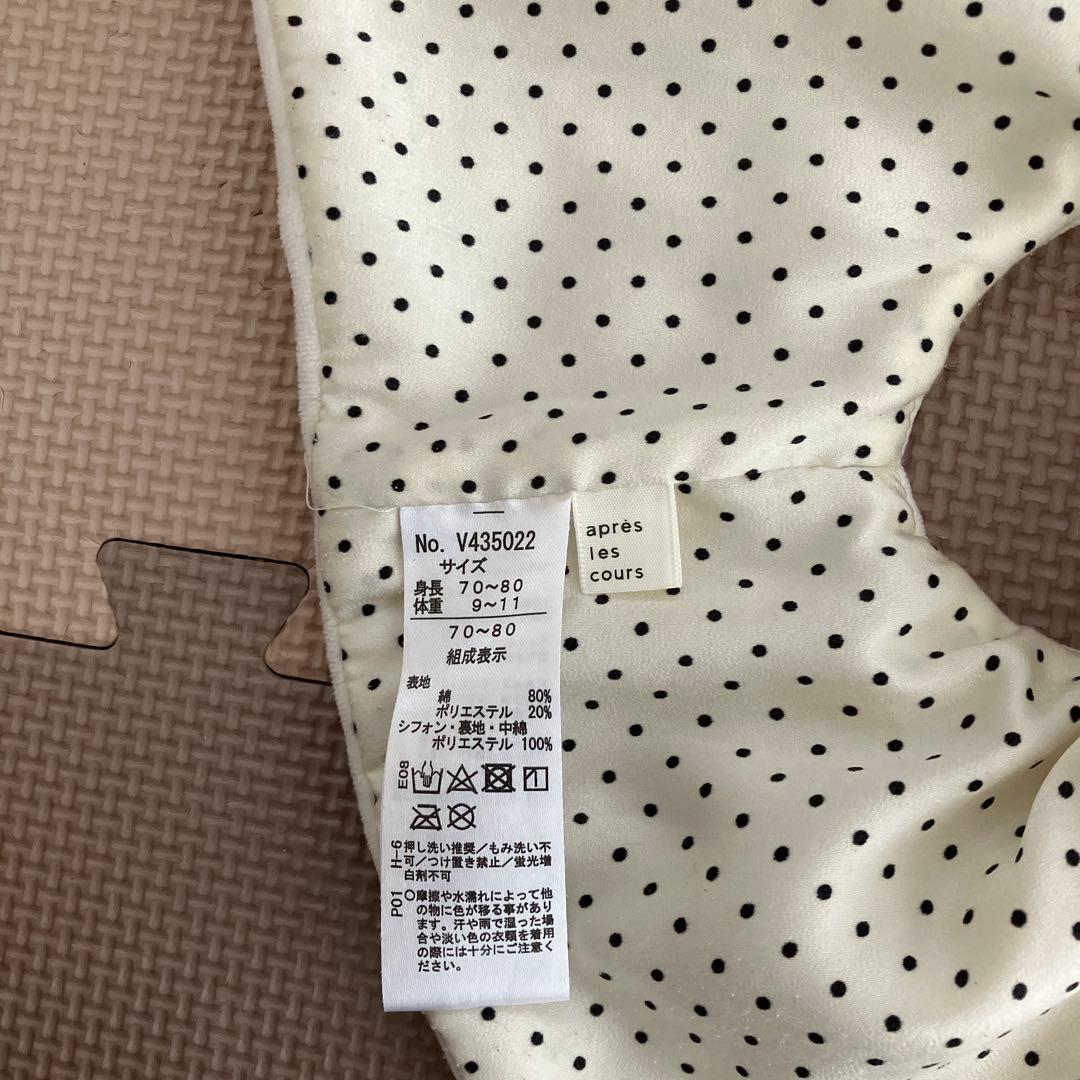 No. V435022
サイズ
身長 70～80
体重 9～11
70～80
組成表示
表地
綿 80%
ポリエステル 20%
シフォン・裏地・中綿
ポリエステル 100%
E08
H-6
押し洗い推奨／もみ洗い不
可／つけ置き禁止／蛍光増
白剤不可
P01
○摩擦や水濡れによって他
の物に色が移る事があり
ます。汗や雨で湿った場
合や淡い色の衣類を着用
の際には十分にご注意く
ださい。
après
les
cours